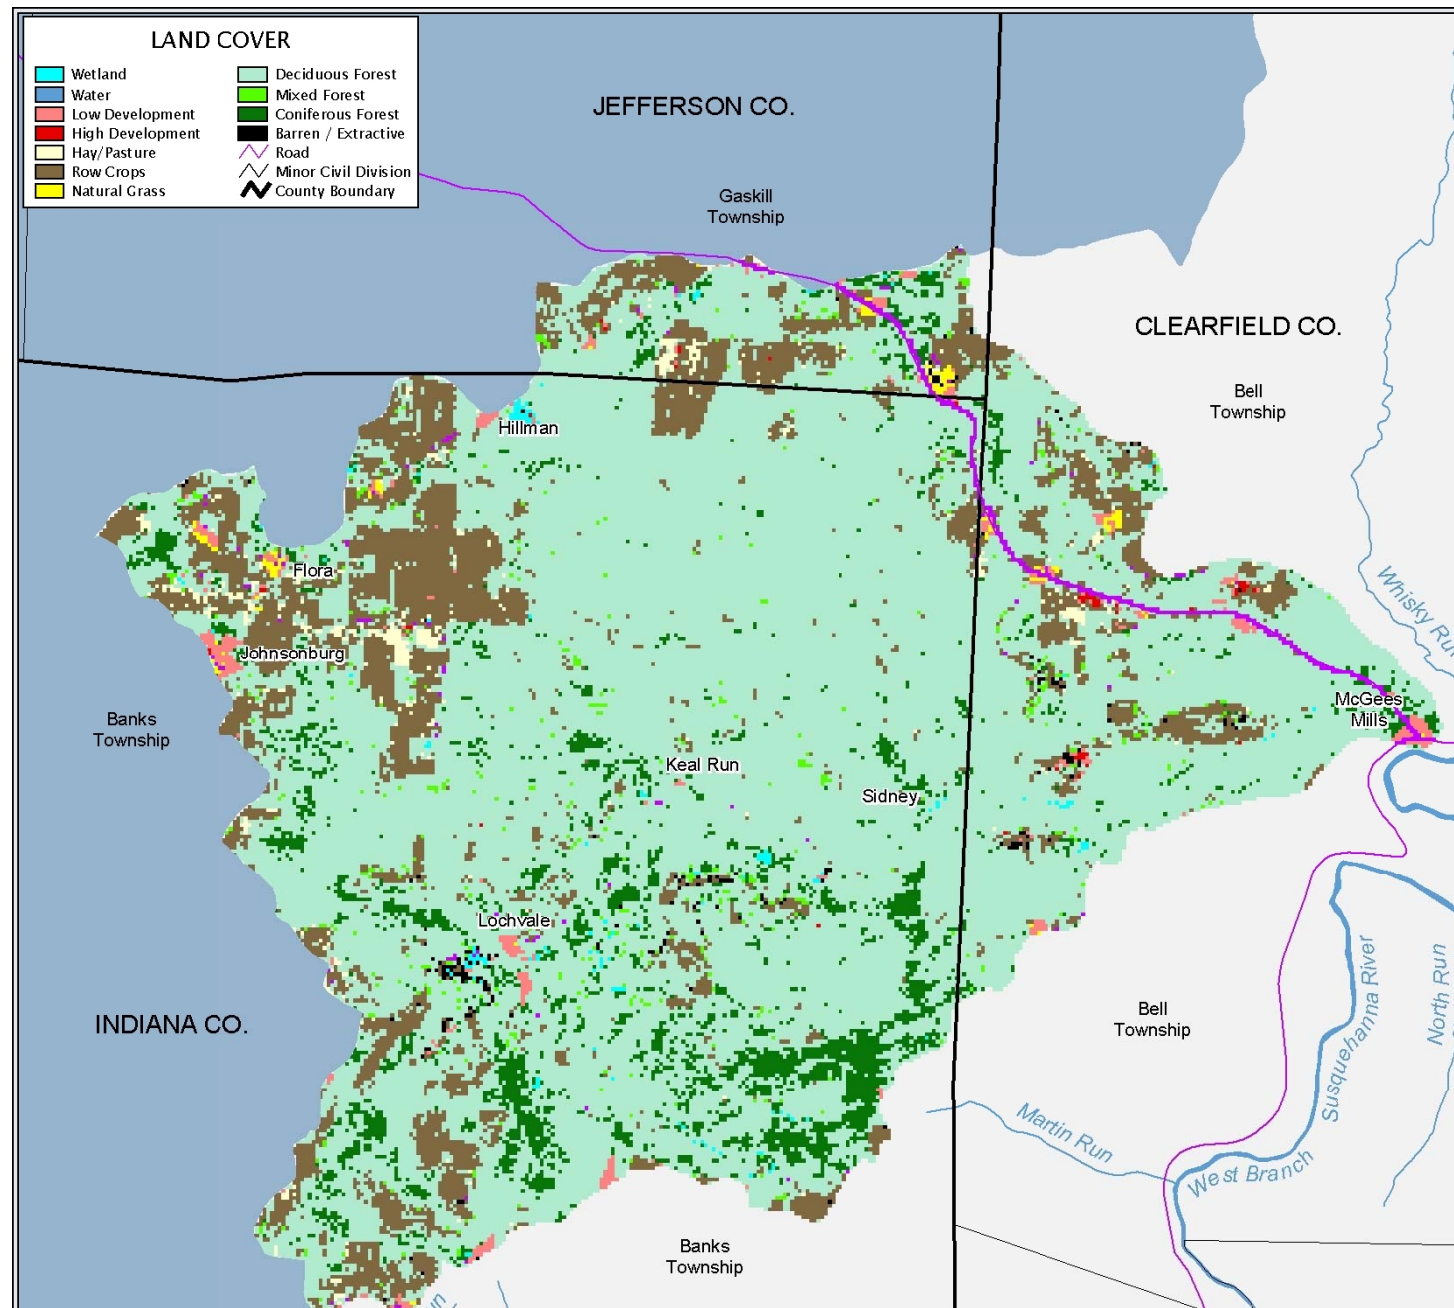 LAND COVER
Wetland
Water
Low Development
High Development
Hay/Pasture
Row Crops
Natural Grass
Deciduous Forest
Mixed Forest
Coniferous Forest
Barren / Extractive
Road
Minor Civil Division
County Boundary
JEFFERSON CO.
Gaskill
Township
CLEARFIELD CO.
Bell
Township
Hillman
Flora
Whisky Run
Johnsonburg
McGees
Mills
Banks
Township
Keal Run
Sidney
Lochvale
INDIANA CO.
Bell
Township
Susquehanna River
North Run
Martin Run
West Branch
Banks
Township